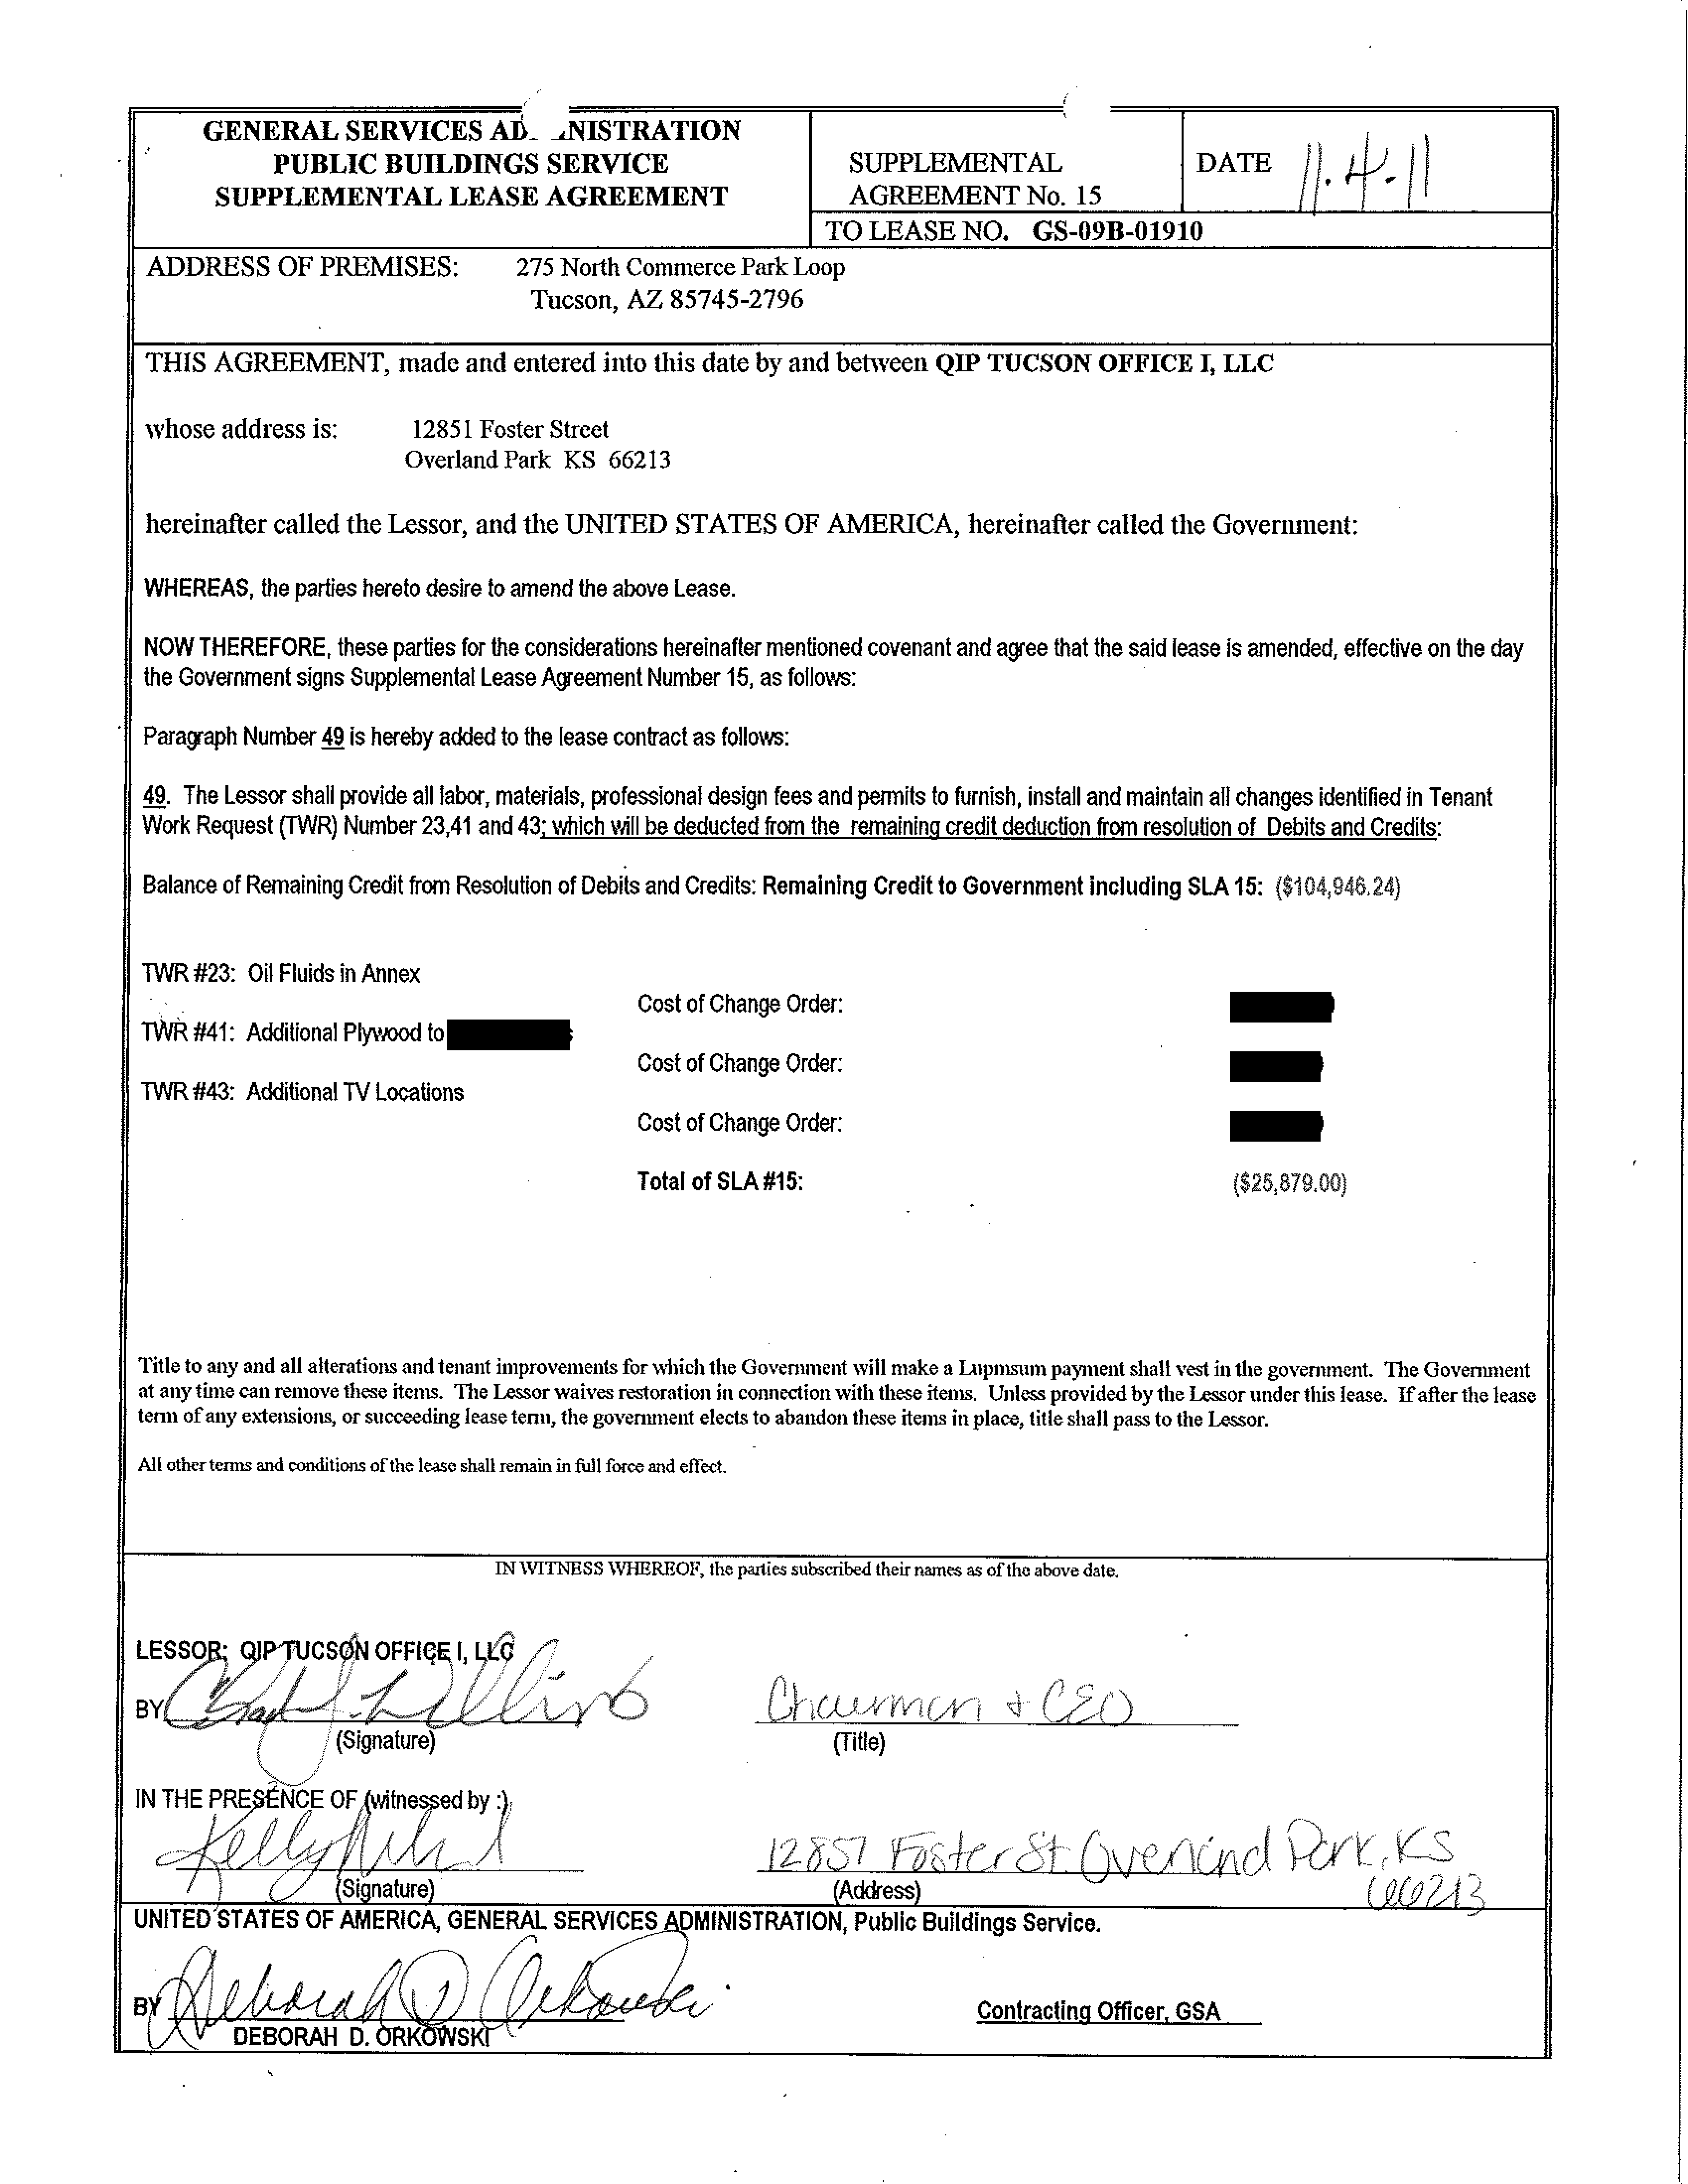 GENERAL SERVICES AD NISTRATION
PUBLIC BUILDINGS SERVICE
SUPPLEMENTAL LEASE AGREEMENT
SUPPLEMENTAL
AGREEMENT No. 15
DATE 11.4.11
TO LEASE NO. GS-09B-01910
ADDRESS OF PREMISES: 275 North Commerce Park Loop
Tucson, AZ 85745-2796
THIS AGREEMENT, made and entered into this date by and between QIP TUCSON OFFICE I, LLC
whose address is: 12851 Foster Street
Overland Park KS 66213
hereinafter called the Lessor, and the UNITED STATES OF AMERICA, hereinafter called the Government:
WHEREAS, the parties hereto desire to amend the above Lease.
NOW THEREFORE, these parties for the considerations hereinafter mentioned covenant and agree that the said lease is amended, effective on the day
the Government signs Supplemental Lease Agreement Number 15, as follows:
Paragraph Number 49 is hereby added to the lease contract as follows:
49. The Lessor shall provide all labor, materials, professional design fees and permits to furnish, install and maintain all changes identified in Tenant
Work Request (TWR) Number 23,41 and 43; which will be deducted from the remaining credit deduction from resolution of Debits and Credits:
Balance of Remaining Credit from Resolution of Debits and Credits: Remaining Credit to Government including SLA 15: ($104,946.24)
TWR #23: Oil Fluids in Annex
Cost of Change Order:
TWR #41: Additional Plywood to
Cost of Change Order:
TWR #43: Additional TV Locations
Cost of Change Order:
Total of SLA #15: ($25,879.00)
Title to any and all alterations and tenant improvements for which the Government will make a Lupmsum payment shall vest in the government. The Government
at any time can remove these items. The Lessor waives restoration in connection with these items. Unless provided by the Lessor under this lease. If after the lease
term of any extensions, or succeeding lease term, the government elects to abandon these items in place, title shall pass to the Lessor.
All other terms and conditions of the lease shall remain in full force and effect.
IN WITNESS WHEREOF, the parties subscribed their names as of the above date.
LESSOR: QIP TUCSON OFFICE I, LLC
BY Chairman + CEO
(Signature) (Title)
IN THE PRESENCE OF (witnessed by :)
Kelly 12851 Foster St. Overland Park, KS
66213
(Signature) (Address)
UNITED STATES OF AMERICA, GENERAL SERVICES ADMINISTRATION, Public Buildings Service.
BY Deborah D Orkowski Contracting Officer, GSA
DEBORAH D. ORKOWSKI